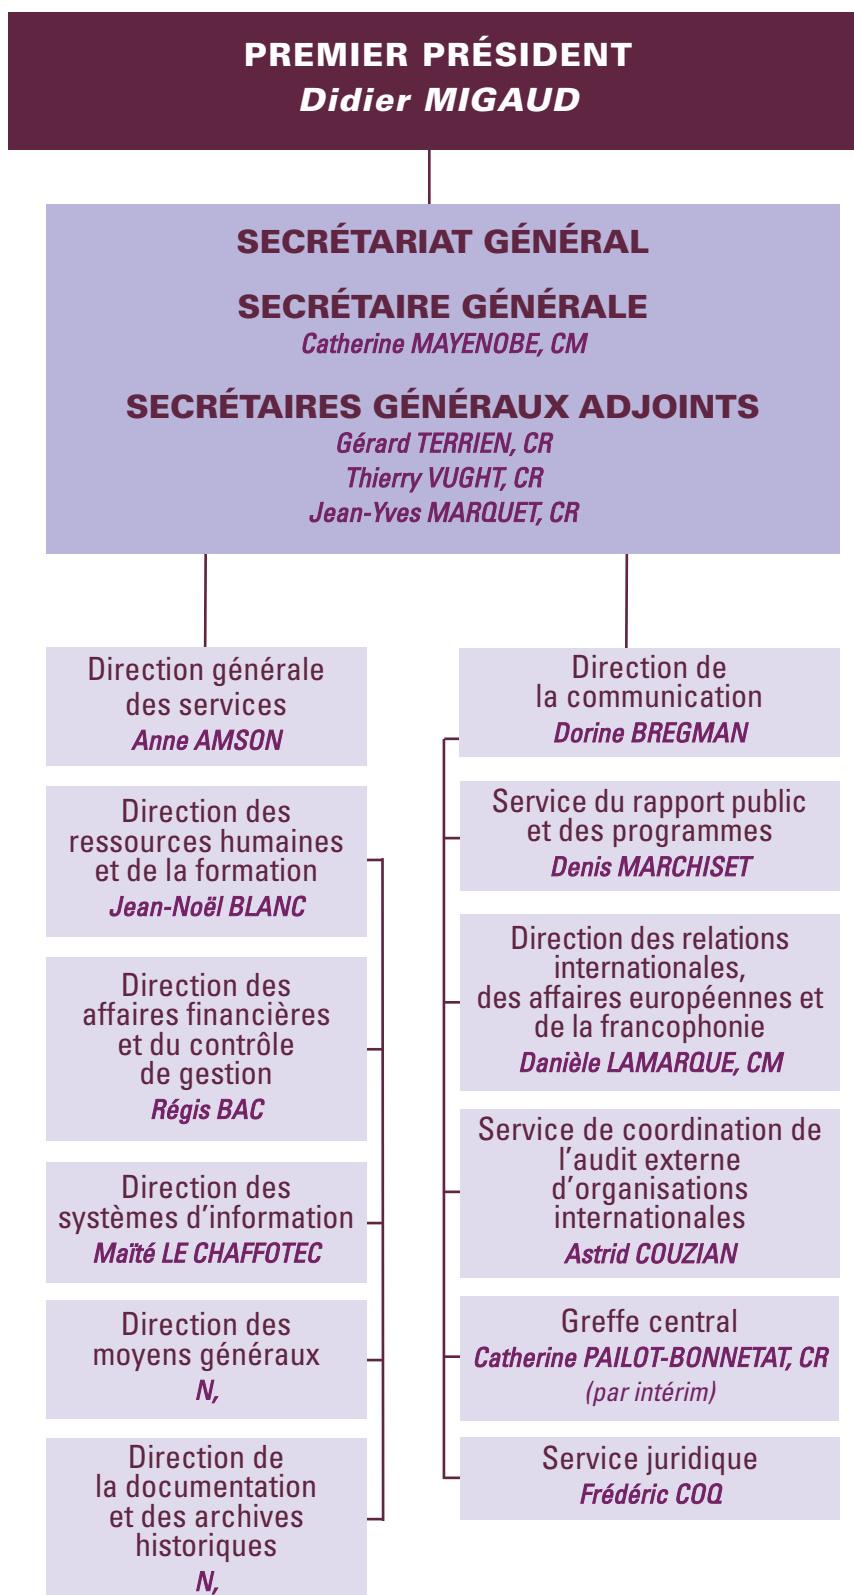 PREMIER PRÉSIDENT
Didier MIGAUD
SECRÉTARIAT GÉNÉRAL
SECRÉTAIRE GÉNÉRALE
Catherine MAYENOBE, CM
SECRÉTAIRES GÉNÉRAUX ADJOINTS
Gérard TERRIEN, CR
Thierry VUGHT, CR
Jean-Yves MARQUET, CR
Direction générale
des services
Anne AMSON
Direction des
ressources humaines
et de la formation
Jean-Noël BLANC
Direction des
affaires financières
et du contrôle
de gestion
Régis BAC
Direction des
systèmes d'information
Maïté LE CHAFFOTEC
Direction des
moyens généraux
N,
Direction de
la documentation
et des archives
historiques
N,
Direction de
la communication
Dorine BREGMAN
Service du rapport public
et des programmes
Denis MARCHISET
Direction des relations
internationales,
des affaires européennes et
de la francophonie
Danièle LAMARQUE, CM
Service de coordination de
l'audit externe
d'organisations
internationales
Astrid COUZIAN
Greffe central
Catherine PAILOT-BONNETAT, CR
(par intérim)
Service juridique
Frédéric COQ